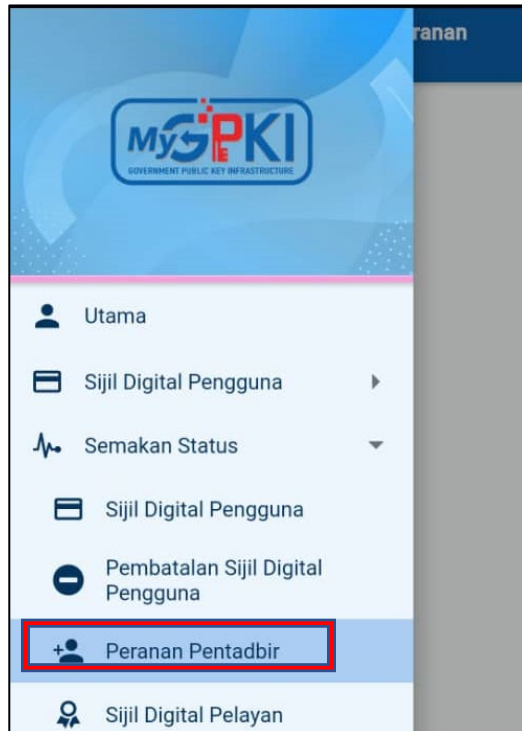 ranan
MyGPKI
GOVERNMENT PUBLIC KEY INFRASTRUCTURE
Utama
Sijil Digital Pengguna
Semakan Status
Sijil Digital Pengguna
Pembatalan Sijil Digital
Pengguna
Peranan Pentadbir
Sijil Digital Pelayan